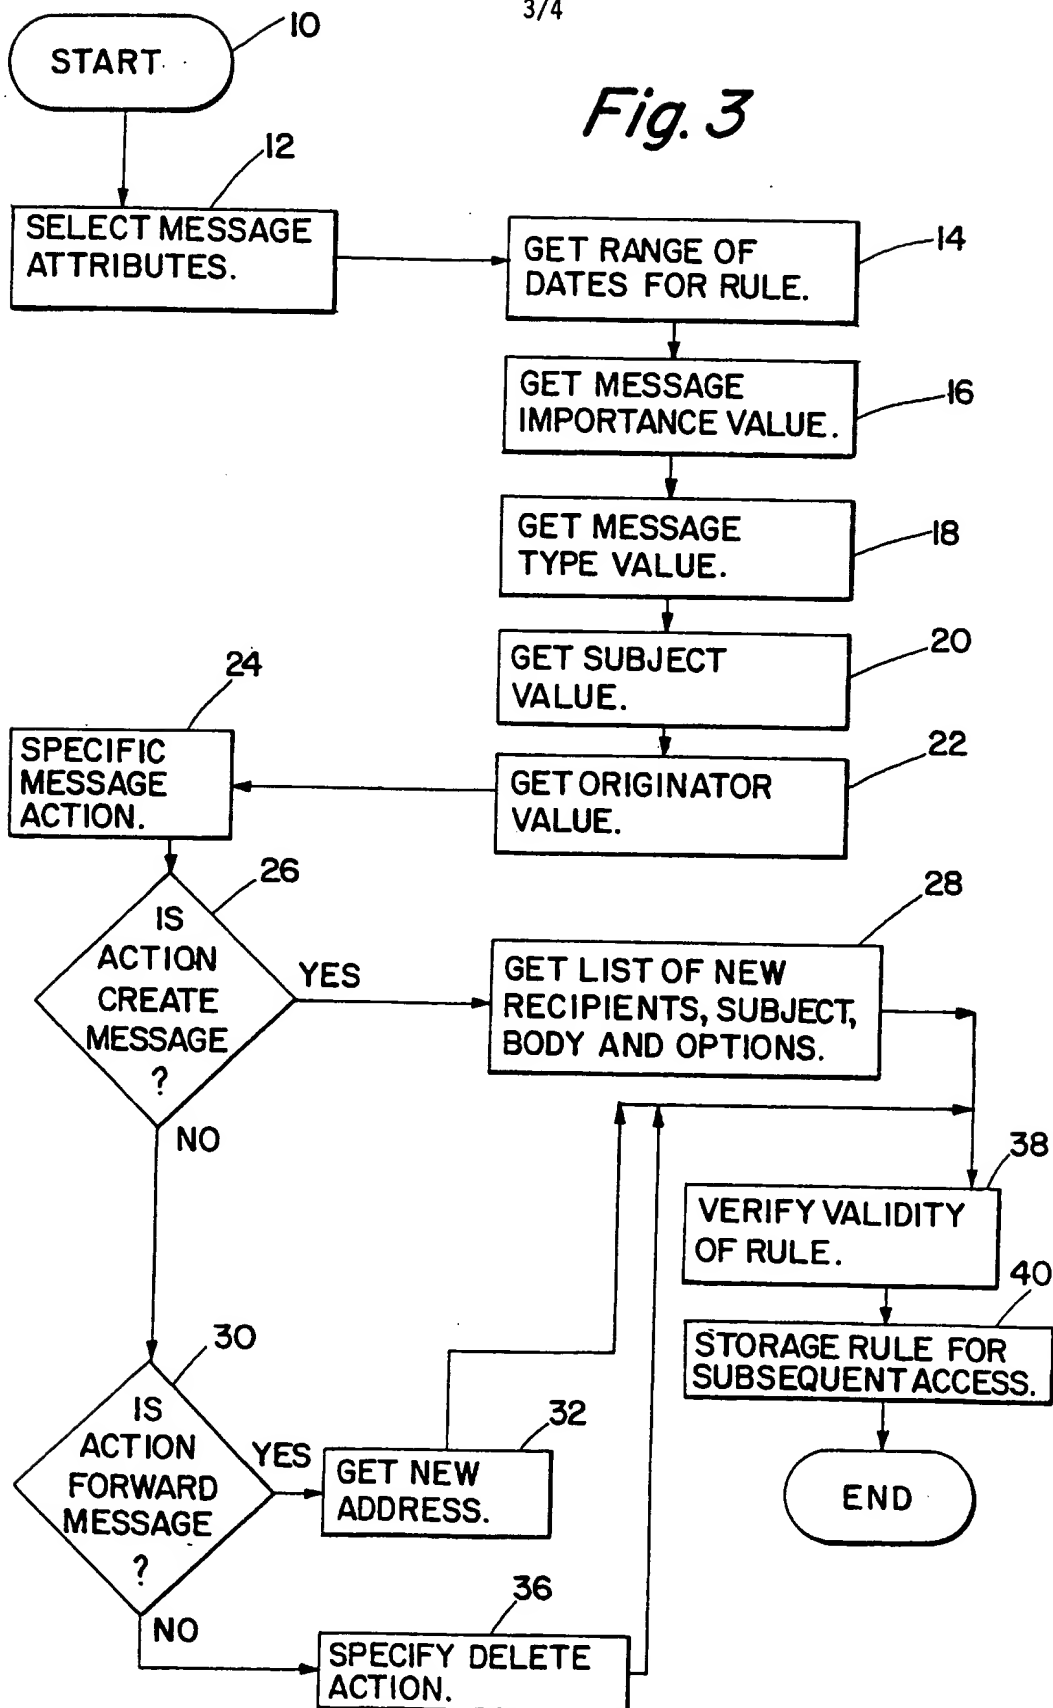 3/4
Fig. 3
START
10
12
SELECT MESSAGE
ATTRIBUTES.
14
GET RANGE OF
DATES FOR RULE.
16
GET MESSAGE
IMPORTANCE VALUE.
18
GET MESSAGE
TYPE VALUE.
20
GET SUBJECT
VALUE.
22
GET ORIGINATOR
VALUE.
24
SPECIFIC
MESSAGE
ACTION.
26
IS
ACTION
CREATE
MESSAGE
?
YES
NO
28
GET LIST OF NEW
RECIPIENTS, SUBJECT,
BODY AND OPTIONS.
30
IS
ACTION
FORWARD
MESSAGE
?
YES
NO
32
GET NEW
ADDRESS.
36
SPECIFY DELETE
ACTION.
38
VERIFY VALIDITY
OF RULE.
40
STORAGE RULE FOR
SUBSEQUENT ACCESS.
END